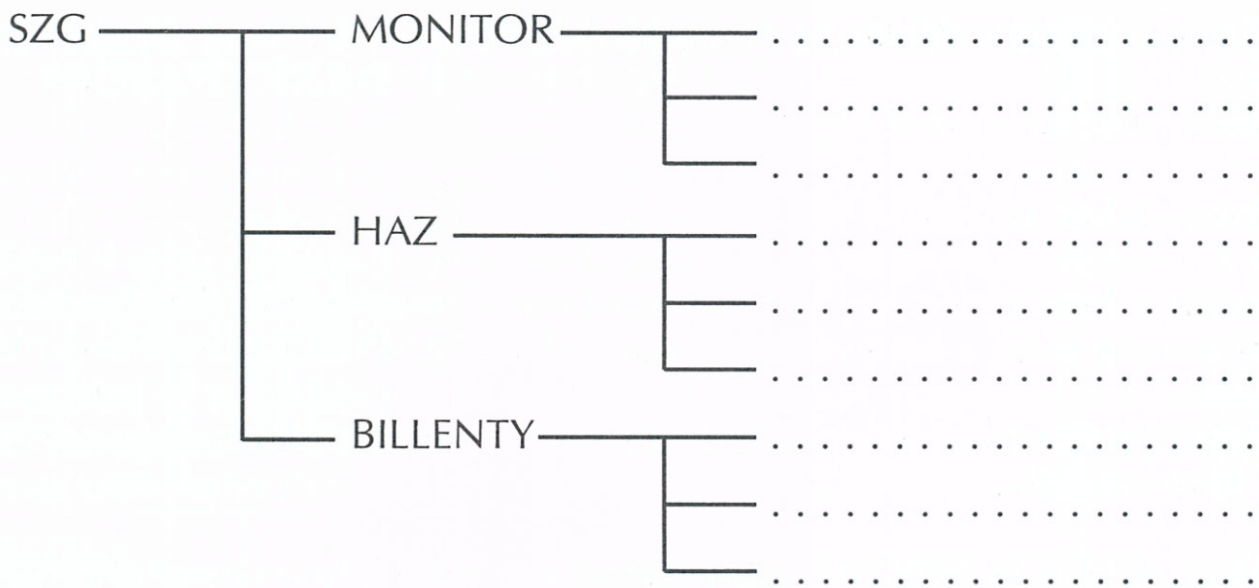 SZG MONITOR . . . . . . . . . . . . . . . . . . . .
. . . . . . . . . . . . . . . . . . . .
. . . . . . . . . . . . . . . . . . . .
HAZ . . . . . . . . . . . . . . . . . . . .
. . . . . . . . . . . . . . . . . . . .
. . . . . . . . . . . . . . . . . . . .
BILLENTY . . . . . . . . . . . . . . . . . . . .
. . . . . . . . . . . . . . . . . . . .
. . . . . . . . . . . . . . . . . . . .